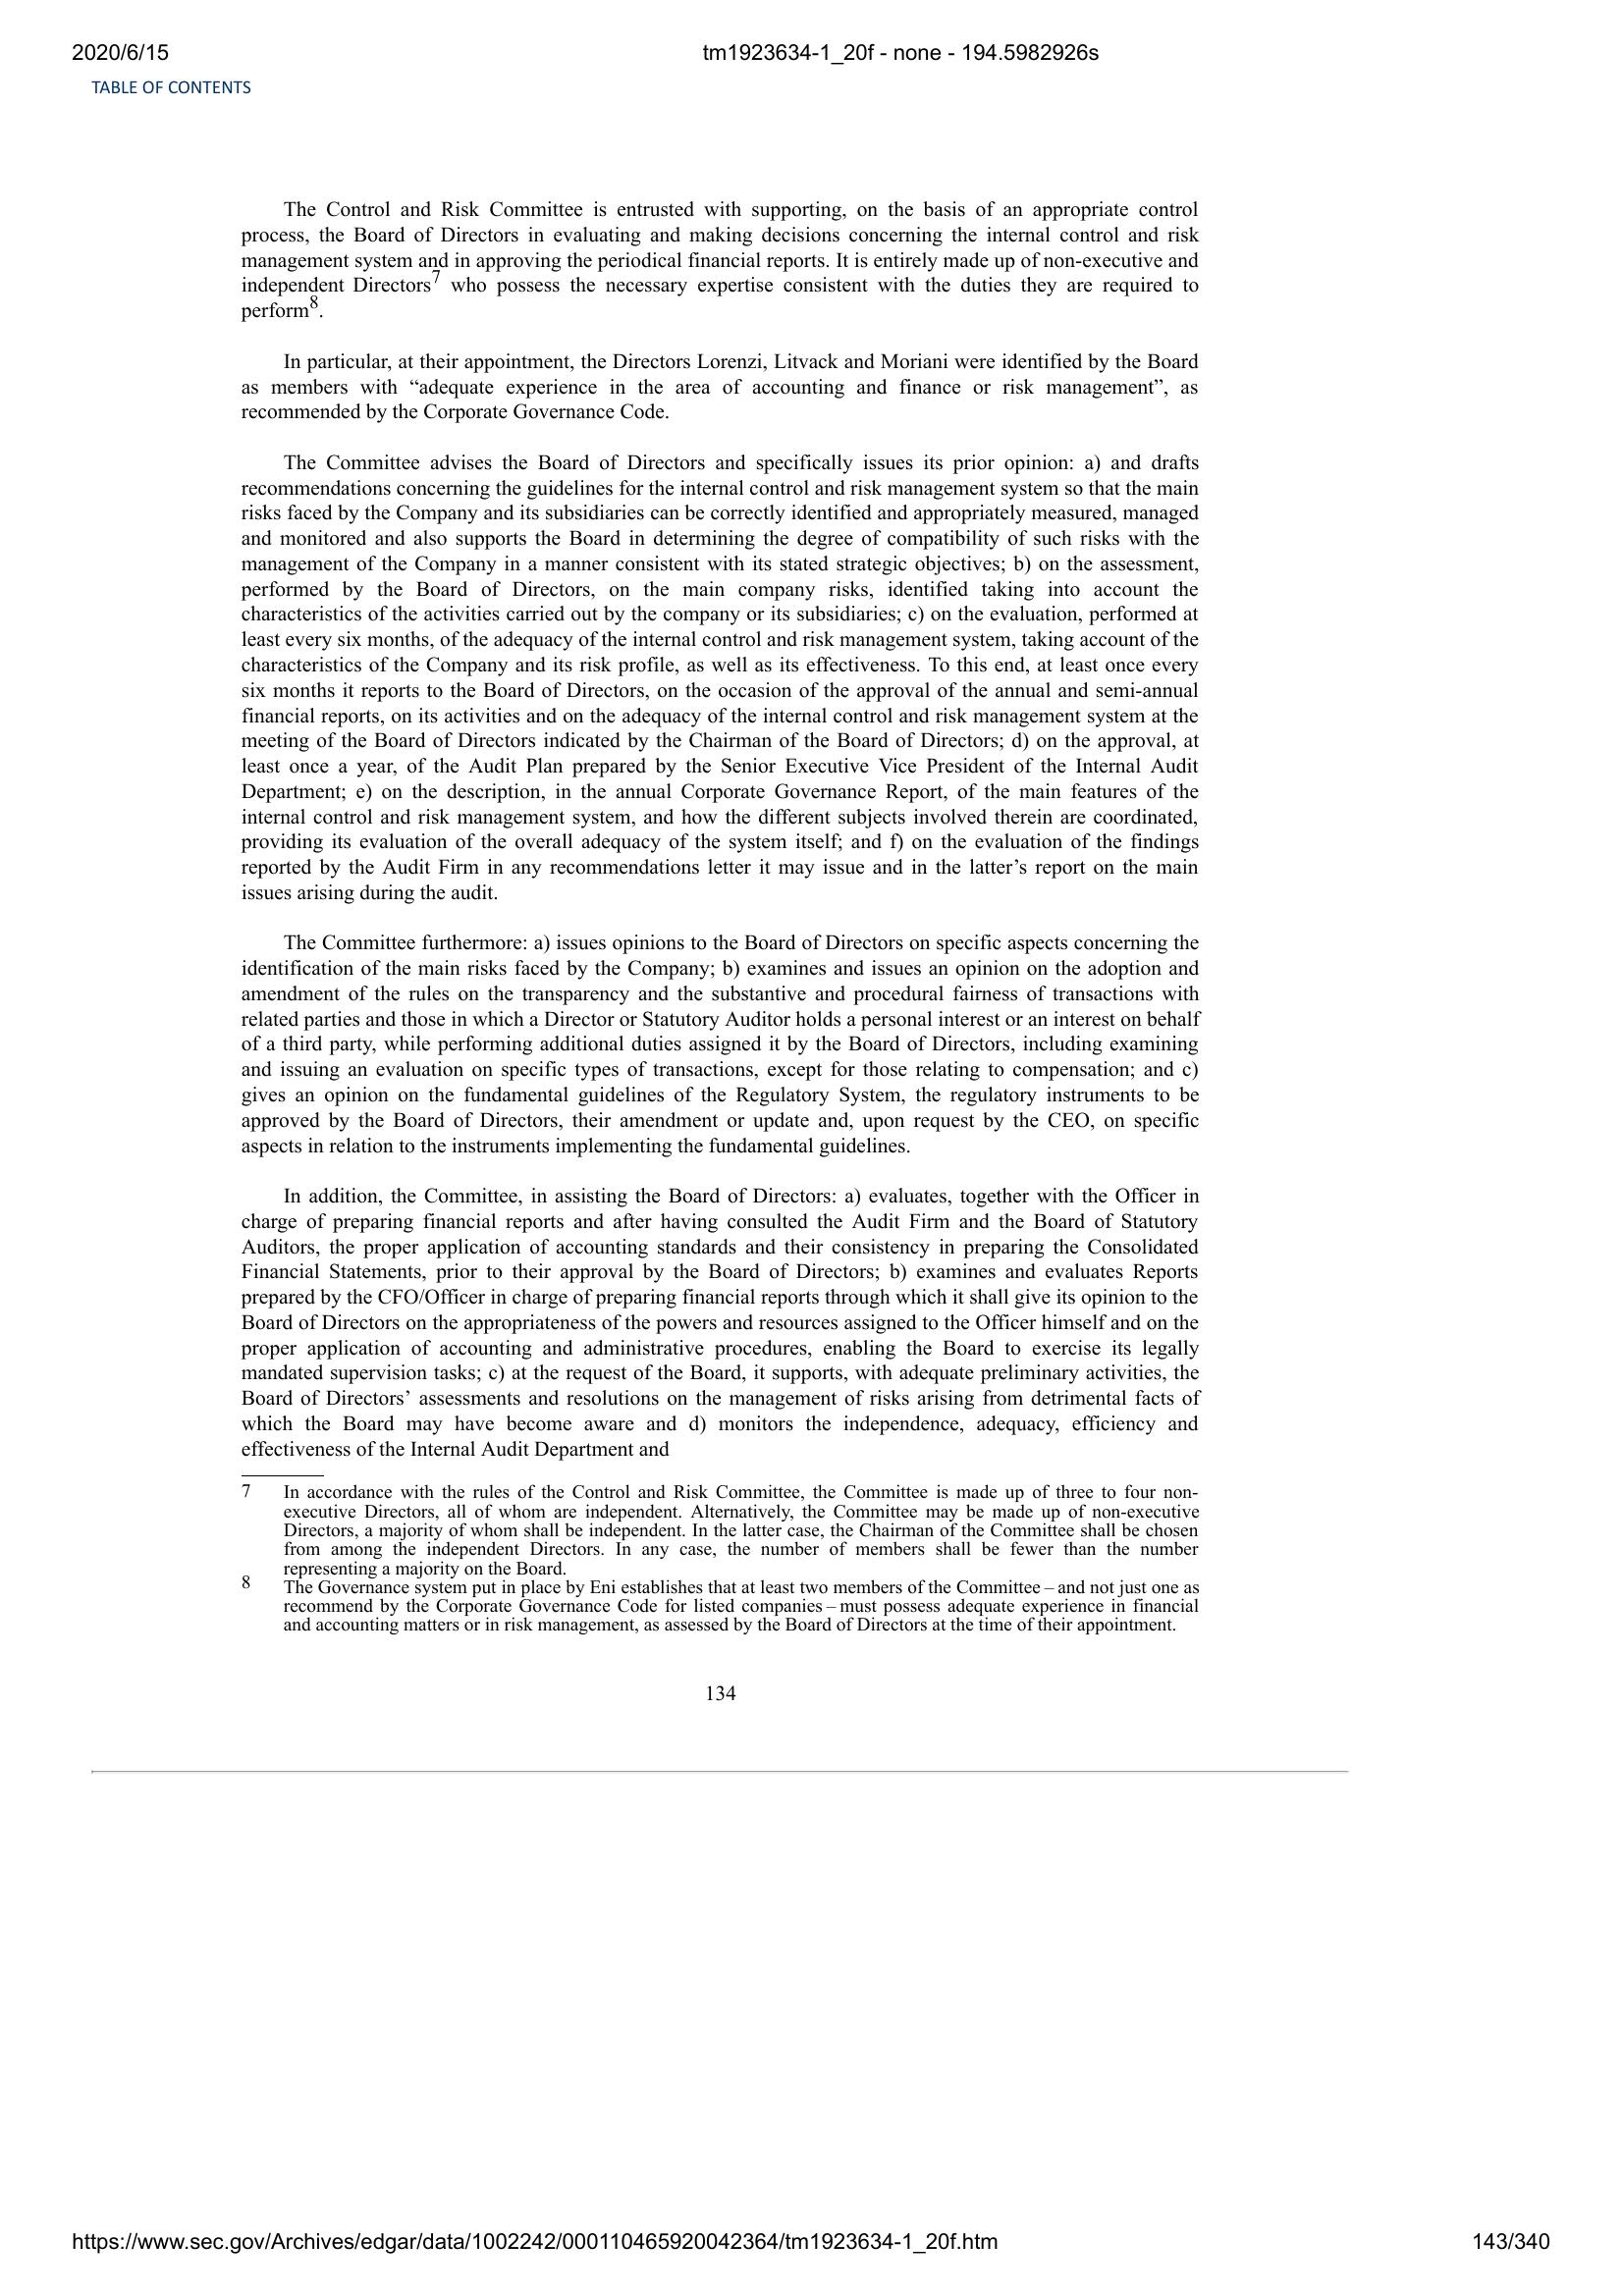 2020/6/15
tm1923634-1_20f - none - 194.5982926s
TABLE OF CONTENTS
The Control and Risk Committee is entrusted with supporting, on the basis of an appropriate control
process, the Board of Directors in evaluating and making decisions concerning the internal control and risk
management system and in approving the periodical financial reports. It is entirely made up of non-executive and
independent Directors7 who possess the necessary expertise consistent with the duties they are required to
perform8.
In particular, at their appointment, the Directors Lorenzi, Litvack and Moriani were identified by the Board
as members with “adequate experience in the area of accounting and finance or risk management”, as
recommended by the Corporate Governance Code.
The Committee advises the Board of Directors and specifically issues its prior opinion: a) and drafts
recommendations concerning the guidelines for the internal control and risk management system so that the main
risks faced by the Company and its subsidiaries can be correctly identified and appropriately measured, managed
and monitored and also supports the Board in determining the degree of compatibility of such risks with the
management of the Company in a manner consistent with its stated strategic objectives; b) on the assessment,
performed by the Board of Directors, on the main company risks, identified taking into account the
characteristics of the activities carried out by the company or its subsidiaries; c) on the evaluation, performed at
least every six months, of the adequacy of the internal control and risk management system, taking account of the
characteristics of the Company and its risk profile, as well as its effectiveness. To this end, at least once every
six months it reports to the Board of Directors, on the occasion of the approval of the annual and semi-annual
financial reports, on its activities and on the adequacy of the internal control and risk management system at the
meeting of the Board of Directors indicated by the Chairman of the Board of Directors; d) on the approval, at
least once a year, of the Audit Plan prepared by the Senior Executive Vice President of the Internal Audit
Department; e) on the description, in the annual Corporate Governance Report, of the main features of the
internal control and risk management system, and how the different subjects involved therein are coordinated,
providing its evaluation of the overall adequacy of the system itself; and f) on the evaluation of the findings
reported by the Audit Firm in any recommendations letter it may issue and in the latter’s report on the main
issues arising during the audit.
The Committee furthermore: a) issues opinions to the Board of Directors on specific aspects concerning the
identification of the main risks faced by the Company; b) examines and issues an opinion on the adoption and
amendment of the rules on the transparency and the substantive and procedural fairness of transactions with
related parties and those in which a Director or Statutory Auditor holds a personal interest or an interest on behalf
of a third party, while performing additional duties assigned it by the Board of Directors, including examining
and issuing an evaluation on specific types of transactions, except for those relating to compensation; and c)
gives an opinion on the fundamental guidelines of the Regulatory System, the regulatory instruments to be
approved by the Board of Directors, their amendment or update and, upon request by the CEO, on specific
aspects in relation to the instruments implementing the fundamental guidelines.
In addition, the Committee, in assisting the Board of Directors: a) evaluates, together with the Officer in
charge of preparing financial reports and after having consulted the Audit Firm and the Board of Statutory
Auditors, the proper application of accounting standards and their consistency in preparing the Consolidated
Financial Statements, prior to their approval by the Board of Directors; b) examines and evaluates Reports
prepared by the CFO/Officer in charge of preparing financial reports through which it shall give its opinion to the
Board of Directors on the appropriateness of the powers and resources assigned to the Officer himself and on the
proper application of accounting and administrative procedures, enabling the Board to exercise its legally
mandated supervision tasks; c) at the request of the Board, it supports, with adequate preliminary activities, the
Board of Directors’ assessments and resolutions on the management of risks arising from detrimental facts of
which the Board may have become aware and d) monitors the independence, adequacy, efficiency and
effectiveness of the Internal Audit Department and
7 In accordance with the rules of the Control and Risk Committee, the Committee is made up of three to four non-
executive Directors, all of whom are independent. Alternatively, the Committee may be made up of non-executive
Directors, a majority of whom shall be independent. In the latter case, the Chairman of the Committee shall be chosen
from among the independent Directors. In any case, the number of members shall be fewer than the number
representing a majority on the Board.
8 The Governance system put in place by Eni establishes that at least two members of the Committee – and not just one as
recommend by the Corporate Governance Code for listed companies – must possess adequate experience in financial
and accounting matters or in risk management, as assessed by the Board of Directors at the time of their appointment.
134
https://www.sec.gov/Archives/edgar/data/1002242/000110465920042364/tm1923634-1_20f.htm
143/340